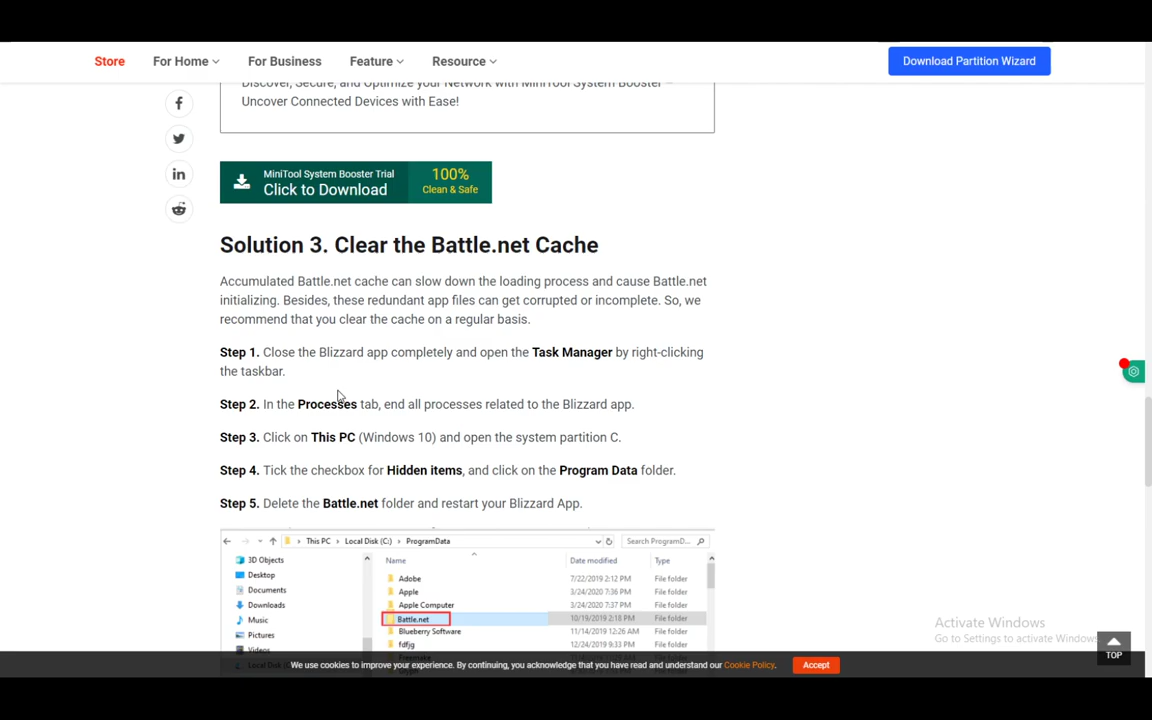 Store For Home For Business Feature Resource Download Partition Wizard
Discover, Secure, and Optimize your Network with MiniTool System Booster –
Uncover Connected Devices with Ease!
MiniTool System Booster Trial
Click to Download
100%
Clean & Safe
Solution 3. Clear the Battle.net Cache
Accumulated Battle.net cache can slow down the loading process and cause Battle.net
initializing. Besides, these redundant app files can get corrupted or incomplete. So, we
recommend that you clear the cache on a regular basis.
Step 1. Close the Blizzard app completely and open the Task Manager by right-clicking
the taskbar.
Step 2. In the Processes tab, end all processes related to the Blizzard app.
Step 3. Click on This PC (Windows 10) and open the system partition C.
Step 4. Tick the checkbox for Hidden items, and click on the Program Data folder.
Step 5. Delete the Battle.net folder and restart your Blizzard App.
This PC > Local Disk (C:) > ProgramData Search ProgramD...
Name Date modified Type
3D Objects
Desktop
Documents
Downloads
Music
Pictures
Videos
Local Disk (C:)
Adobe 7/22/2019 2:12 PM File folder
Apple 3/24/2020 7:36 PM File folder
Apple Computer 3/24/2020 7:37 PM File folder
Battle.net 10/19/2019 2:18 PM File folder
Blueberry Software 11/14/2019 12:26 AM File folder
fdfjg 12/24/2019 9:33 PM File folder
Activate Windows
Go to Settings to activate Windows
TOP
We use cookies to improve your experience. By continuing, you acknowledge that you have read and understand our Cookie Policy. Accept